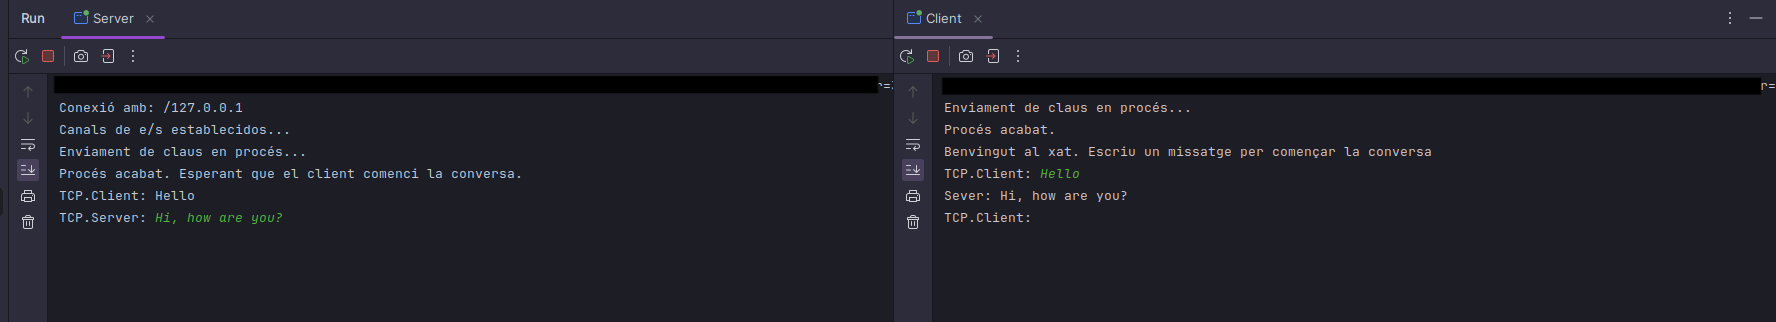 Run
Server
Conexió amb: /127.0.0.1
Canals de e/s establecidos...
Enviament de claus en procés...
Procés acabat. Esperant que el client comenci la conversa.
TCP.Client: Hello
TCP.Server: Hi, how are you?
Client
Enviament de claus en procés...
Procés acabat.
Benvingut al xat. Escriu un missatge per començar la conversa
TCP.Client: Hello
Sever: Hi, how are you?
TCP.Client: